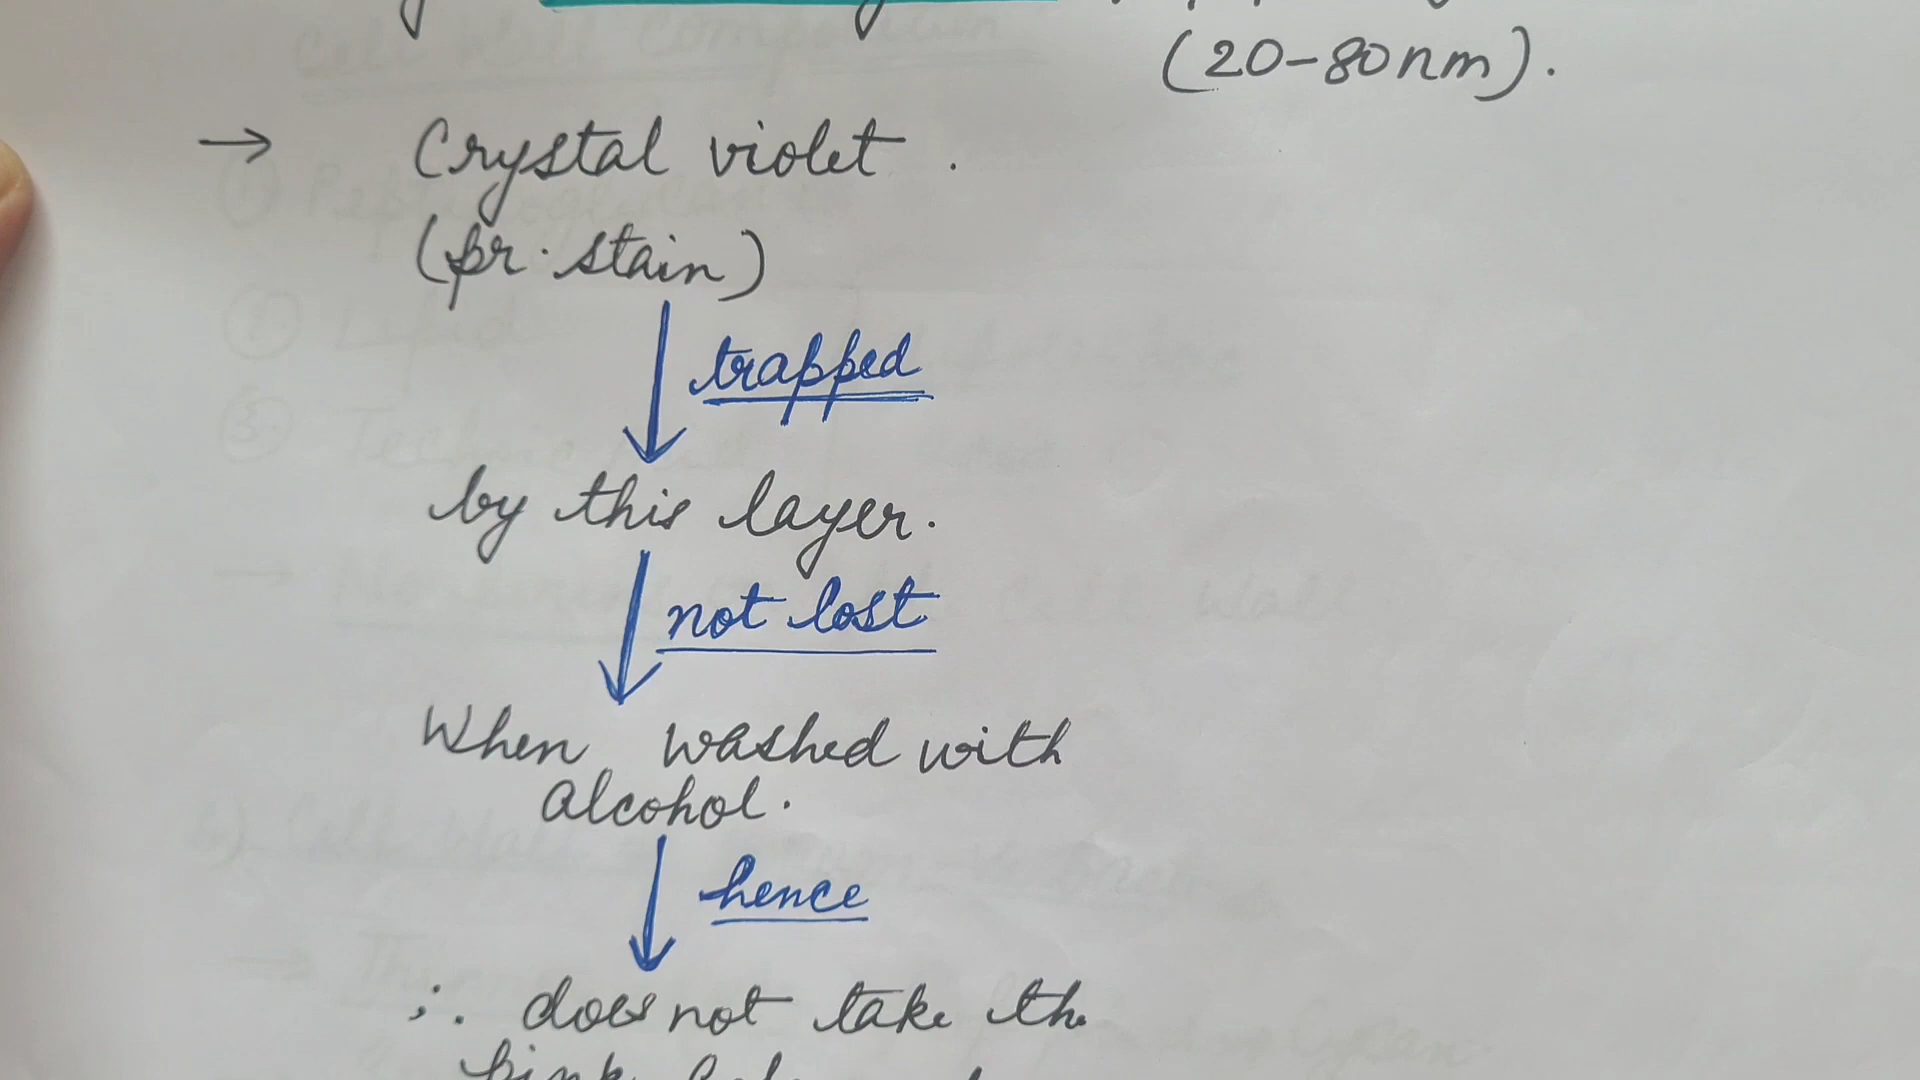 (20-80nm).
→ Crystal violet.
(pr. stain)
trapped
by this layer.
not lost
When washed with
alcohol.
hence
∴ does not take the
pink